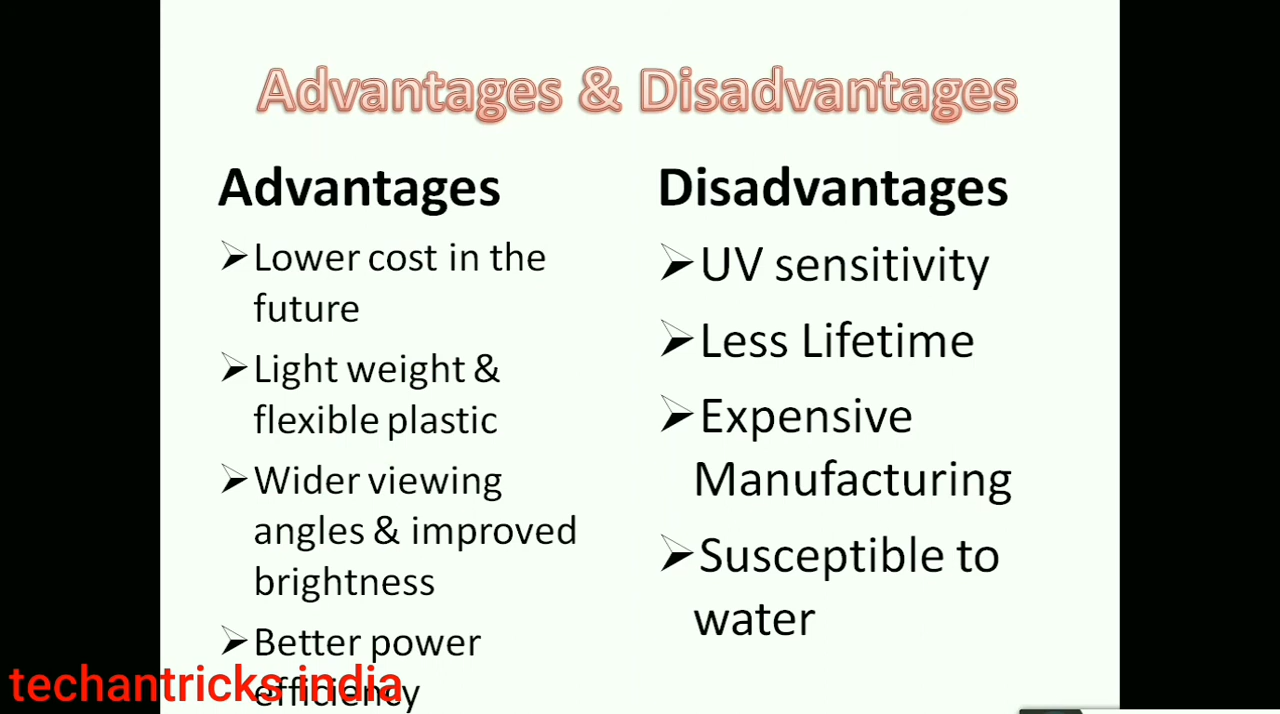 Advantages & Disadvantages
Advantages
➢Lower cost in the
future
➢Light weight &
flexible plastic
➢Wider viewing
angles & improved
brightness
➢Better power
efficiency
Disadvantages
➢UV sensitivity
➢Less Lifetime
➢Expensive
Manufacturing
➢Susceptible to
water
techantricks india